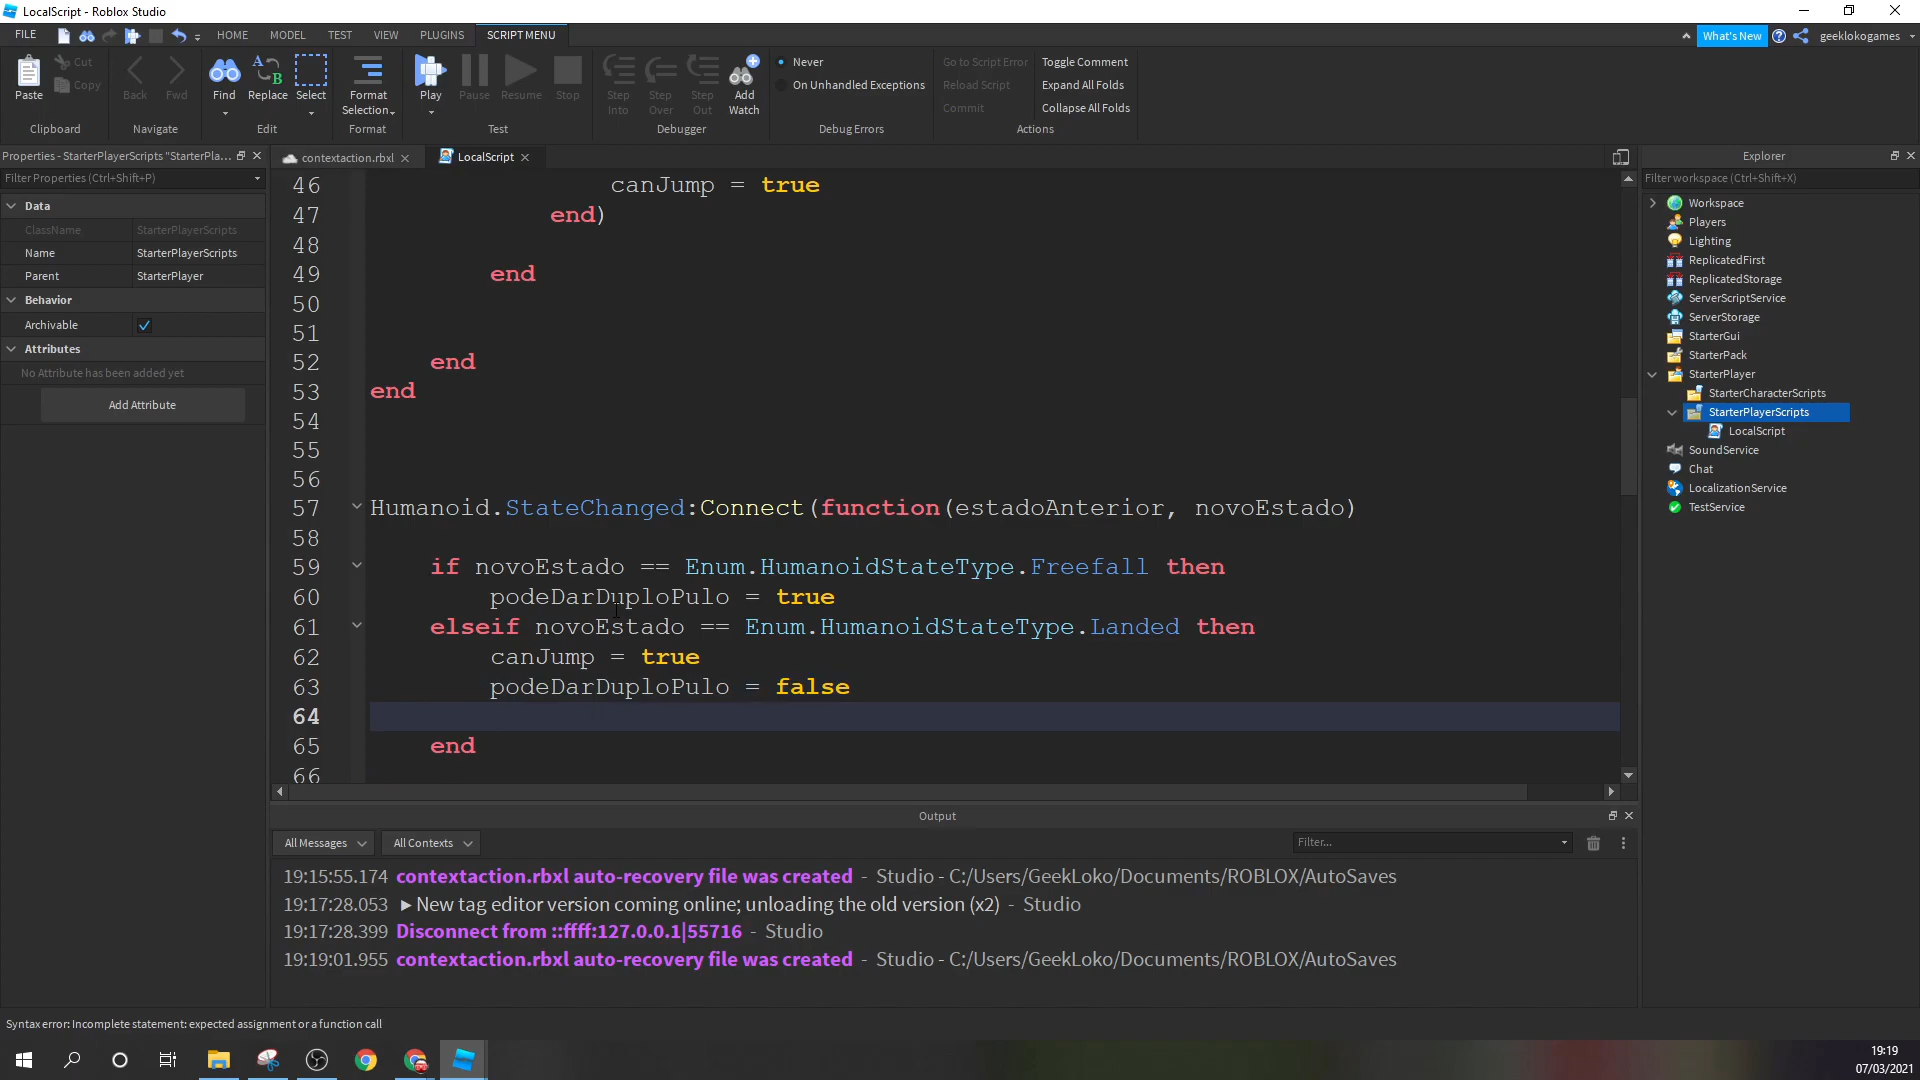 LocalScript - Roblox Studio
FILE HOME MODEL TEST VIEW PLUGINS SCRIPT MENU What's New geeklokogames
Paste Cut Copy Clipboard
Back Fwd Navigate
Find Replace Select Edit
Format Selection Format
Play Pause Resume Stop Test
Step Into Step Over Step Out Add Watch Debugger
Never
On Unhandled Exceptions
Debug Errors
Go to Script Error Toggle Comment
Reload Script Expand All Folds
Commit Collapse All Folds
Actions
Properties - StarterPlayerScripts "StarterPla...
Filter Properties (Ctrl+Shift+P)
Data
ClassName StarterPlayerScripts
Name StarterPlayerScripts
Parent StarterPlayer
Behavior
Archivable
Attributes
No Attribute has been added yet
Add Attribute
contextaction.rbxl LocalScript
46 canJump = true
47 end)
48
49 end
50
51
52 end
53 end
54
55
56
57 Humanoid.StateChanged:Connect(function(estadoAnterior, novoEstado)
58
59 if novoEstado == Enum.HumanoidStateType.Freefall then
60 podeDarDuploPulo = true
61 elseif novoEstado == Enum.HumanoidStateType.Landed then
62 canJump = true
63 podeDarDuploPulo = false
64
65 end
66
Output
All Messages All Contexts Filter...
19:15:55.174 contextaction.rbxl auto-recovery file was created - Studio - C:/Users/GeekLoko/Documents/ROBLOX/AutoSaves
19:17:28.053 ►New tag editor version coming online; unloading the old version (x2) - Studio
19:17:28.399 Disconnect from ::ffff:127.0.0.1|55716 - Studio
19:19:01.955 contextaction.rbxl auto-recovery file was created - Studio - C:/Users/GeekLoko/Documents/ROBLOX/AutoSaves
Explorer
Filter workspace (Ctrl+Shift+X)
Workspace
Players
Lighting
ReplicatedFirst
ReplicatedStorage
ServerScriptService
ServerStorage
StarterGui
StarterPack
StarterPlayer
StarterCharacterScripts
StarterPlayerScripts
LocalScript
SoundService
Chat
LocalizationService
TestService
Syntax error: Incomplete statement: expected assignment or a function call
19:19
07/03/2021